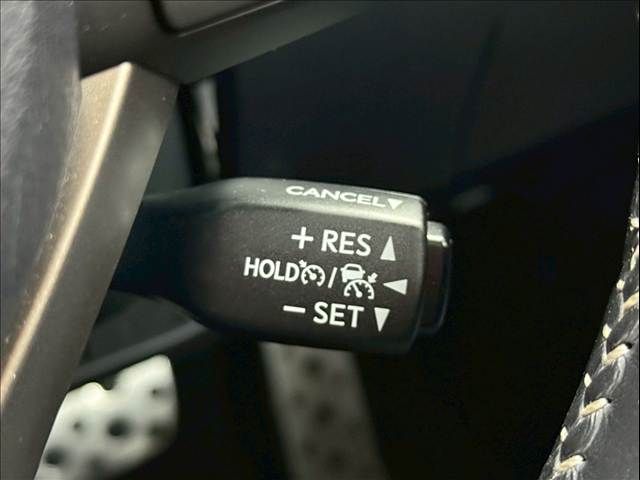 CANCEL▼
+ RES ▲
HOLD / ◀
− SET ▼